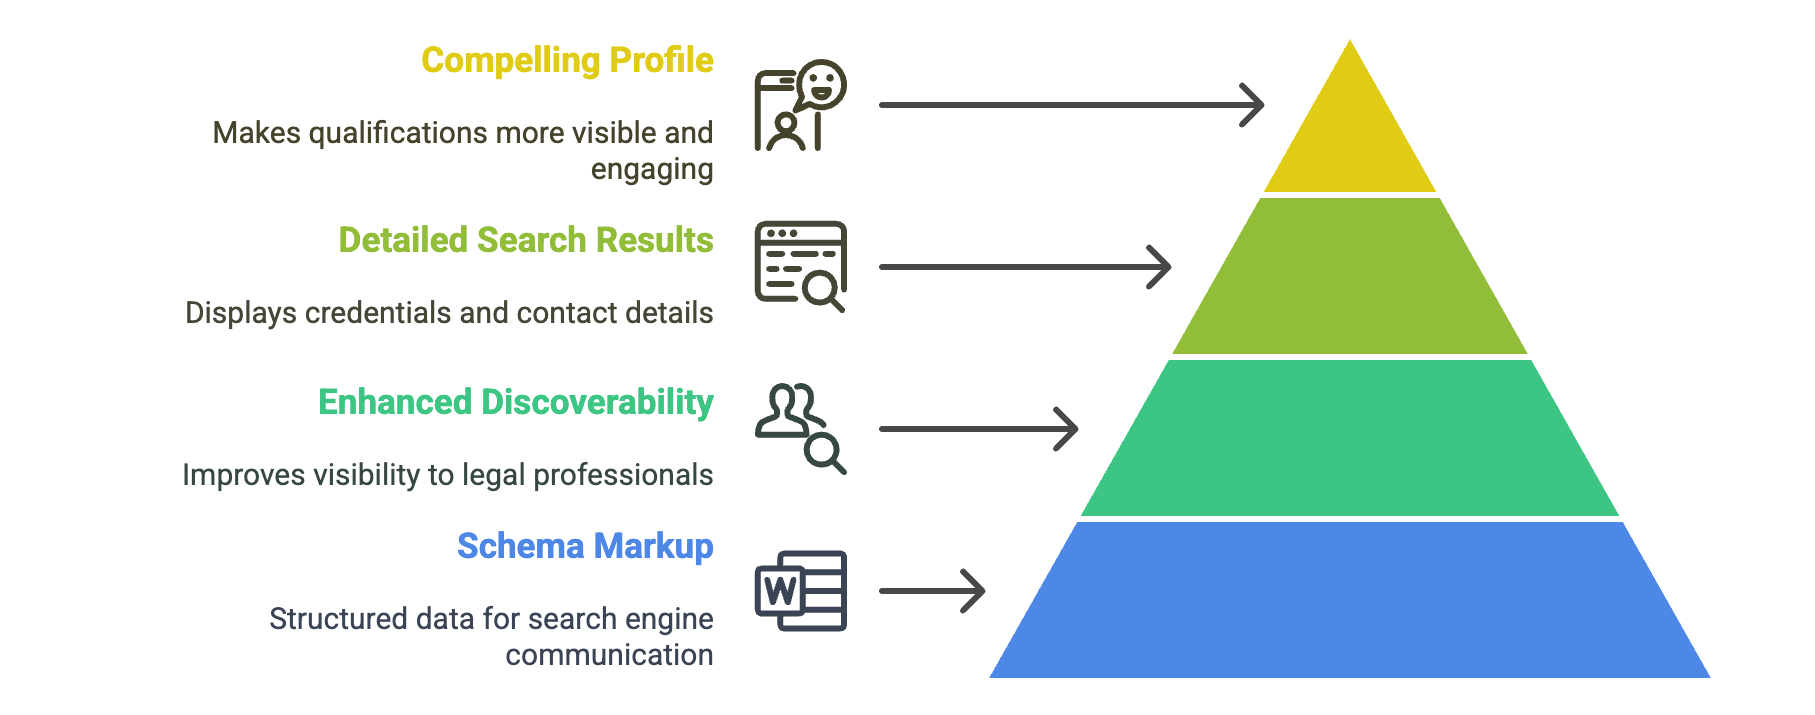 Compelling Profile
Makes qualifications more visible and
engaging
Detailed Search Results
Displays credentials and contact details
Enhanced Discoverability
Improves visibility to legal professionals
Schema Markup
W
Structured data for search engine
communication